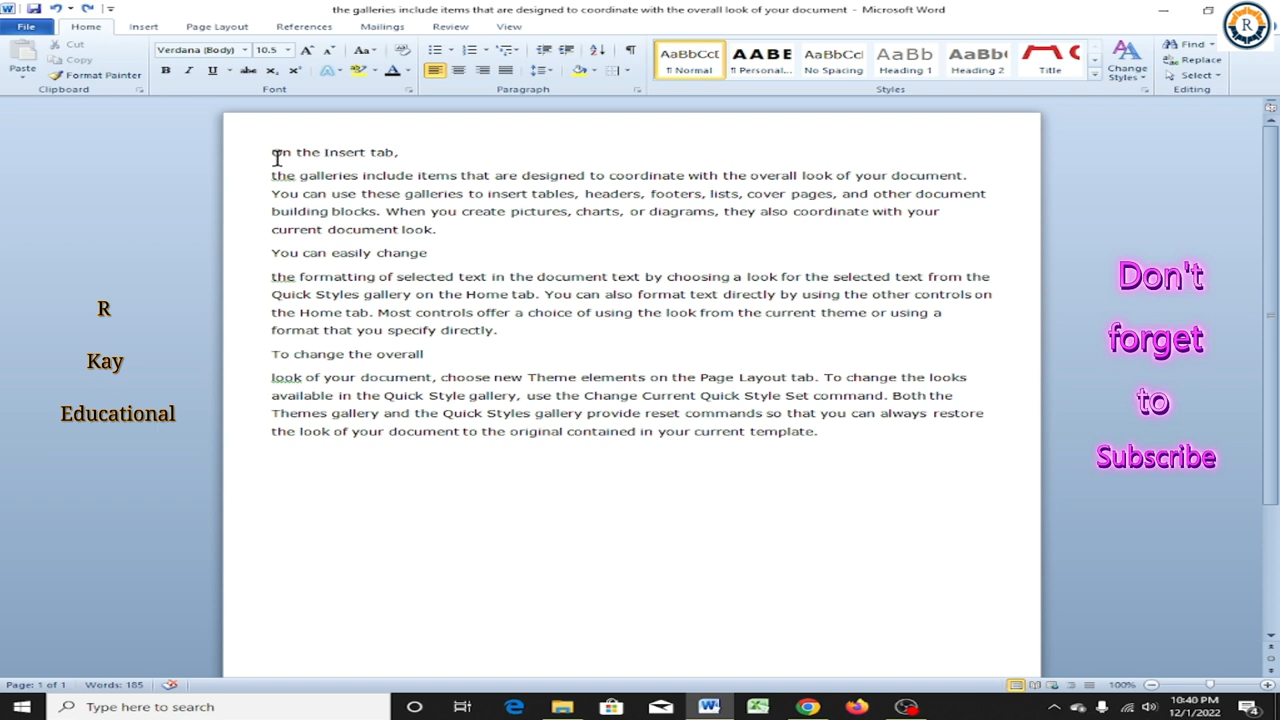 the galleries include items that are designed to coordinate with the overall look of your document - Microsoft Word
File Home Insert Page Layout References Mailings Review View
R
Paste
Cut
Copy
Format Painter
Clipboard
Verdana (Body) 10.5
Font
Paragraph
AaBbCcD AABE AaBbCcI AaBbC AaBbC
¶ Normal ¶ Personal... No Spacing Heading 1 Heading 2 Title
Change
Styles
Styles
Find
Replace
Select
Editing
On the Insert tab,
the galleries include items that are designed to coordinate with the overall look of your document.
You can use these galleries to insert tables, headers, footers, lists, cover pages, and other document
building blocks. When you create pictures, charts, or diagrams, they also coordinate with your
current document look.
You can easily change
the formatting of selected text in the document text by choosing a look for the selected text from the
Quick Styles gallery on the Home tab. You can also format text directly by using the other controls on
the Home tab. Most controls offer a choice of using the look from the current theme or using a
format that you specify directly.
To change the overall
look of your document, choose new Theme elements on the Page Layout tab. To change the looks
available in the Quick Style gallery, use the Change Current Quick Style Set command. Both the
Themes gallery and the Quick Styles gallery provide reset commands so that you can always restore
the look of your document to the original contained in your current template.
R
Kay
Educational
Don't
forget
to
Subscribe
Page: 1 of 1 Words: 185 100%
Type here to search
10:40 PM
12/1/2022
4